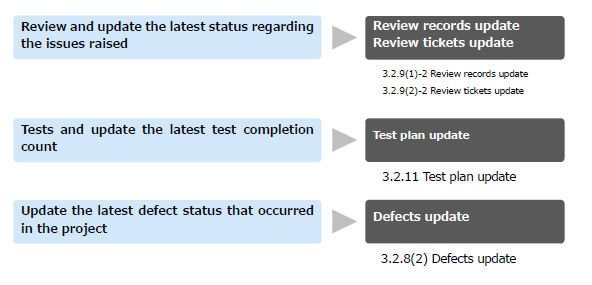 Review and update the latest status regarding
the issues raised
Review records update
Review tickets update
3.2.9(1)-2 Review records update
3.2.9(2)-2 Review tickets update
Tests and update the latest test completion
count
Test plan update
3.2.11 Test plan update
Update the latest defect status that occurred
in the project
Defects update
3.2.8(2) Defects update